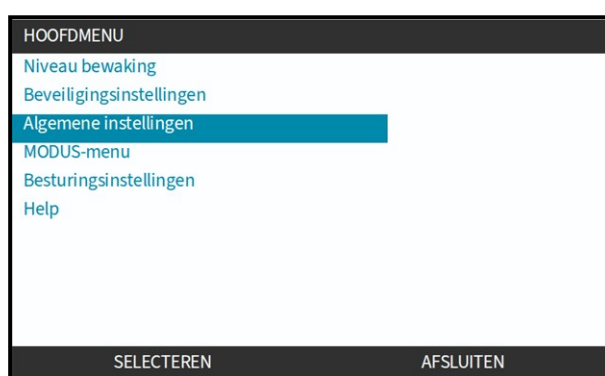 HOOFDMENU
Niveau bewaking
Beveiligingsinstellingen
Algemene instellingen
MODUS-menu
Besturingsinstellingen
Help
SELECTEREN AFSLUITEN